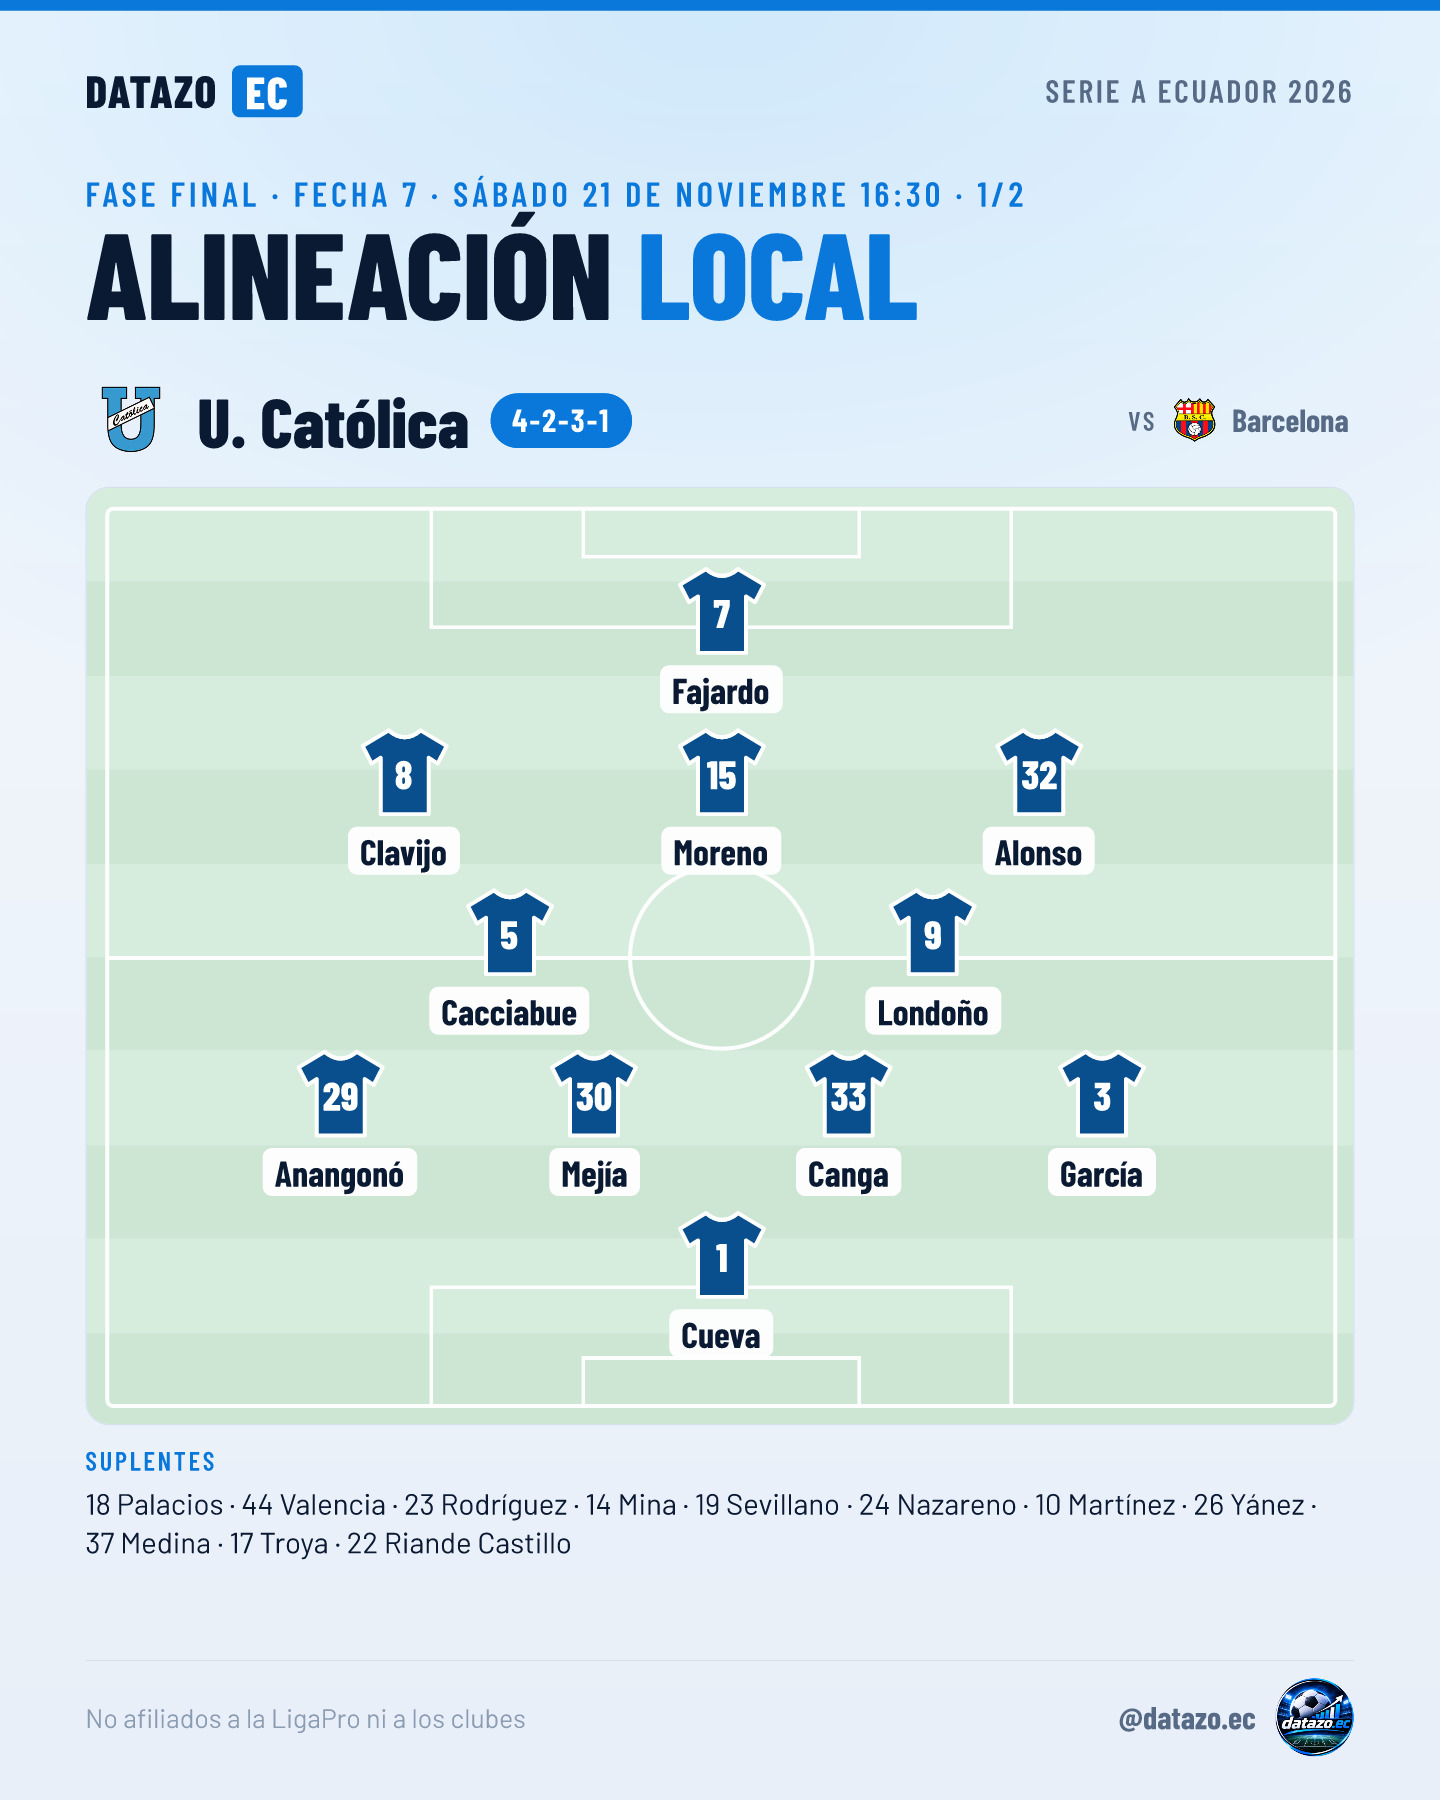 DATAZO EC
SERIE A ECUADOR 2026
FASE FINAL · FECHA 7 · SÁBADO 21 DE NOVIEMBRE 16:30 · 1/2
ALINEACIÓN LOCAL
Católica
U. Católica 4-2-3-1
VS B.S.C. Barcelona
7
Fajardo
8 15 32
Clavijo Moreno Alonso
5 9
Cacciabue Londoño
29 30 33 3
Anangonó Mejía Canga García
1
Cueva
SUPLENTES
18 Palacios · 44 Valencia · 23 Rodríguez · 14 Mina · 19 Sevillano · 24 Nazareno · 10 Martínez · 26 Yánez ·
37 Medina · 17 Troya · 22 Riande Castillo
No afiliados a la LigaPro ni a los clubes
@datazo.ec
datazo.ec